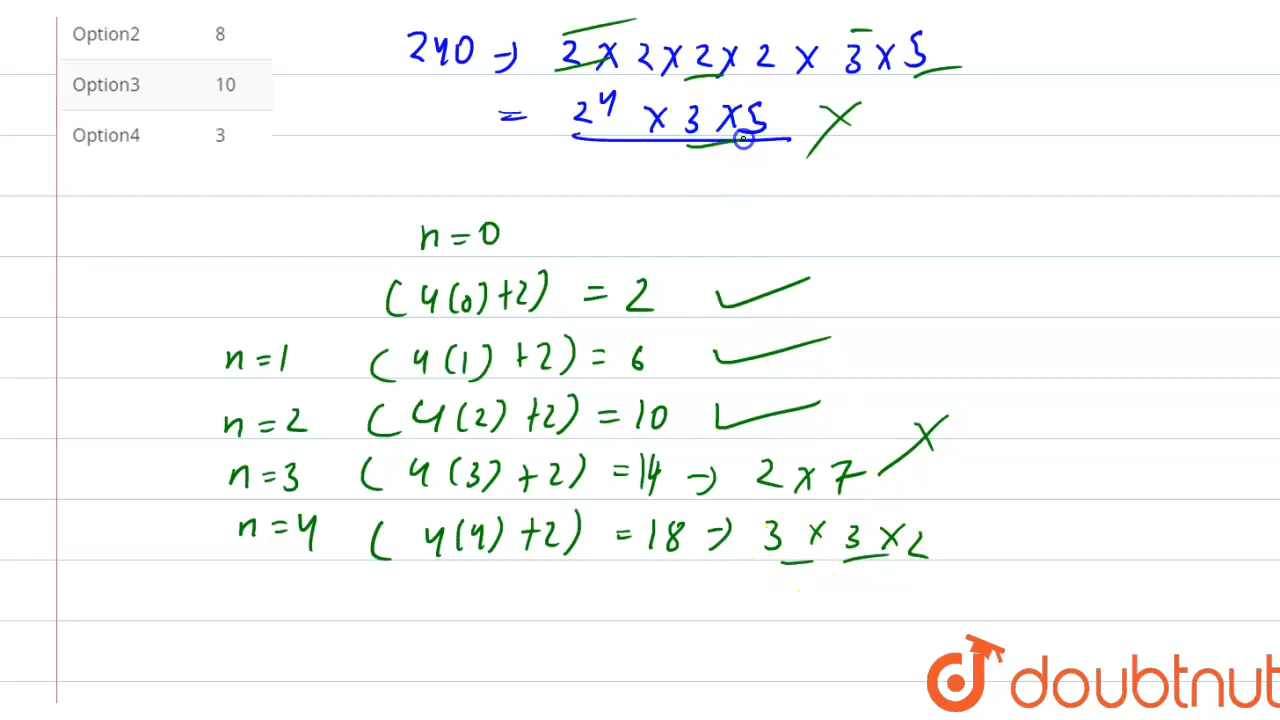 Option2 8
Option3 10
Option4 3
240 ⇒ 2 × 2 × 2 × 2 × 3 × 5
= 2⁴ × 3 × 5 ×
n = 0
(4(0)+2) = 2 ✓
n = 1 (4(1)+2) = 6 ✓
n = 2 (4(2)+2) = 10 ✓
n = 3 (4(3)+2) = 14 ⇒ 2 × 7 ×
n = 4 (4(4)+2) = 18 ⇒ 3 × 3 × 2
doubtnut